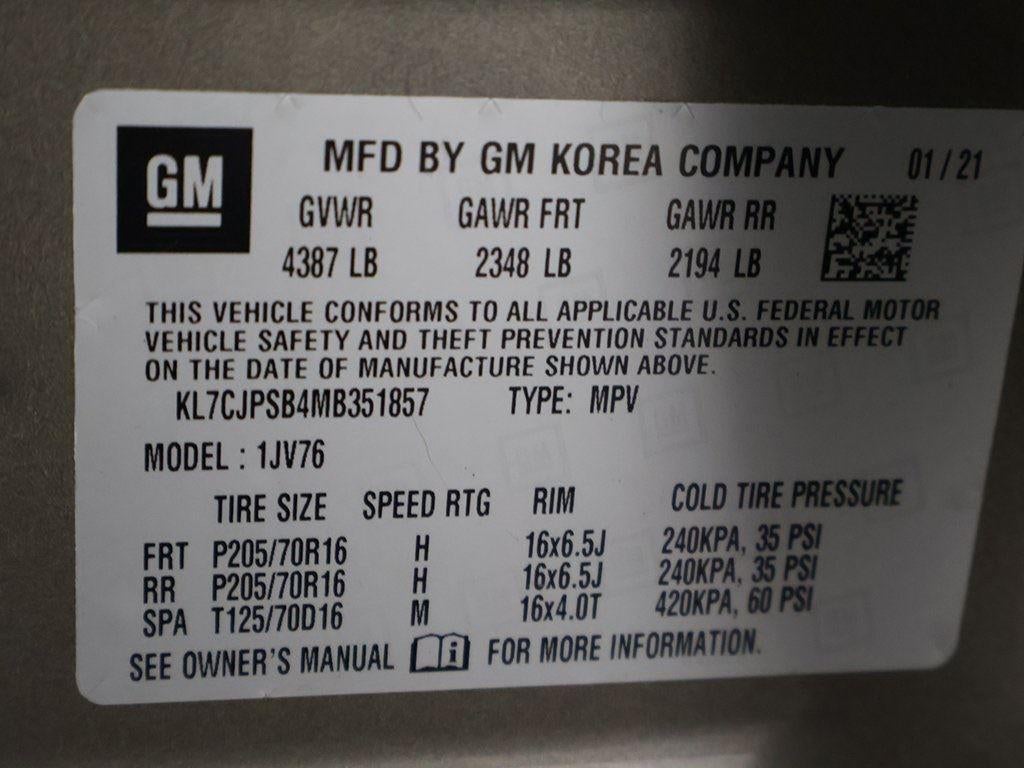 GM
MFD BY GM KOREA COMPANY 01/21
GVWR GAWR FRT GAWR RR
4387 LB 2348 LB 2194 LB
THIS VEHICLE CONFORMS TO ALL APPLICABLE U.S. FEDERAL MOTOR
VEHICLE SAFETY AND THEFT PREVENTION STANDARDS IN EFFECT
ON THE DATE OF MANUFACTURE SHOWN ABOVE.
KL7CJPSB4MB351857 TYPE: MPV
MODEL : 1JV76
TIRE SIZE SPEED RTG RIM COLD TIRE PRESSURE
FRT P205/70R16 H 16x6.5J 240KPA, 35 PSI
RR P205/70R16 H 16x6.5J 240KPA, 35 PSI
SPA T125/70D16 M 16x4.0T 420KPA, 60 PSI
SEE OWNER'S MANUAL i FOR MORE INFORMATION.